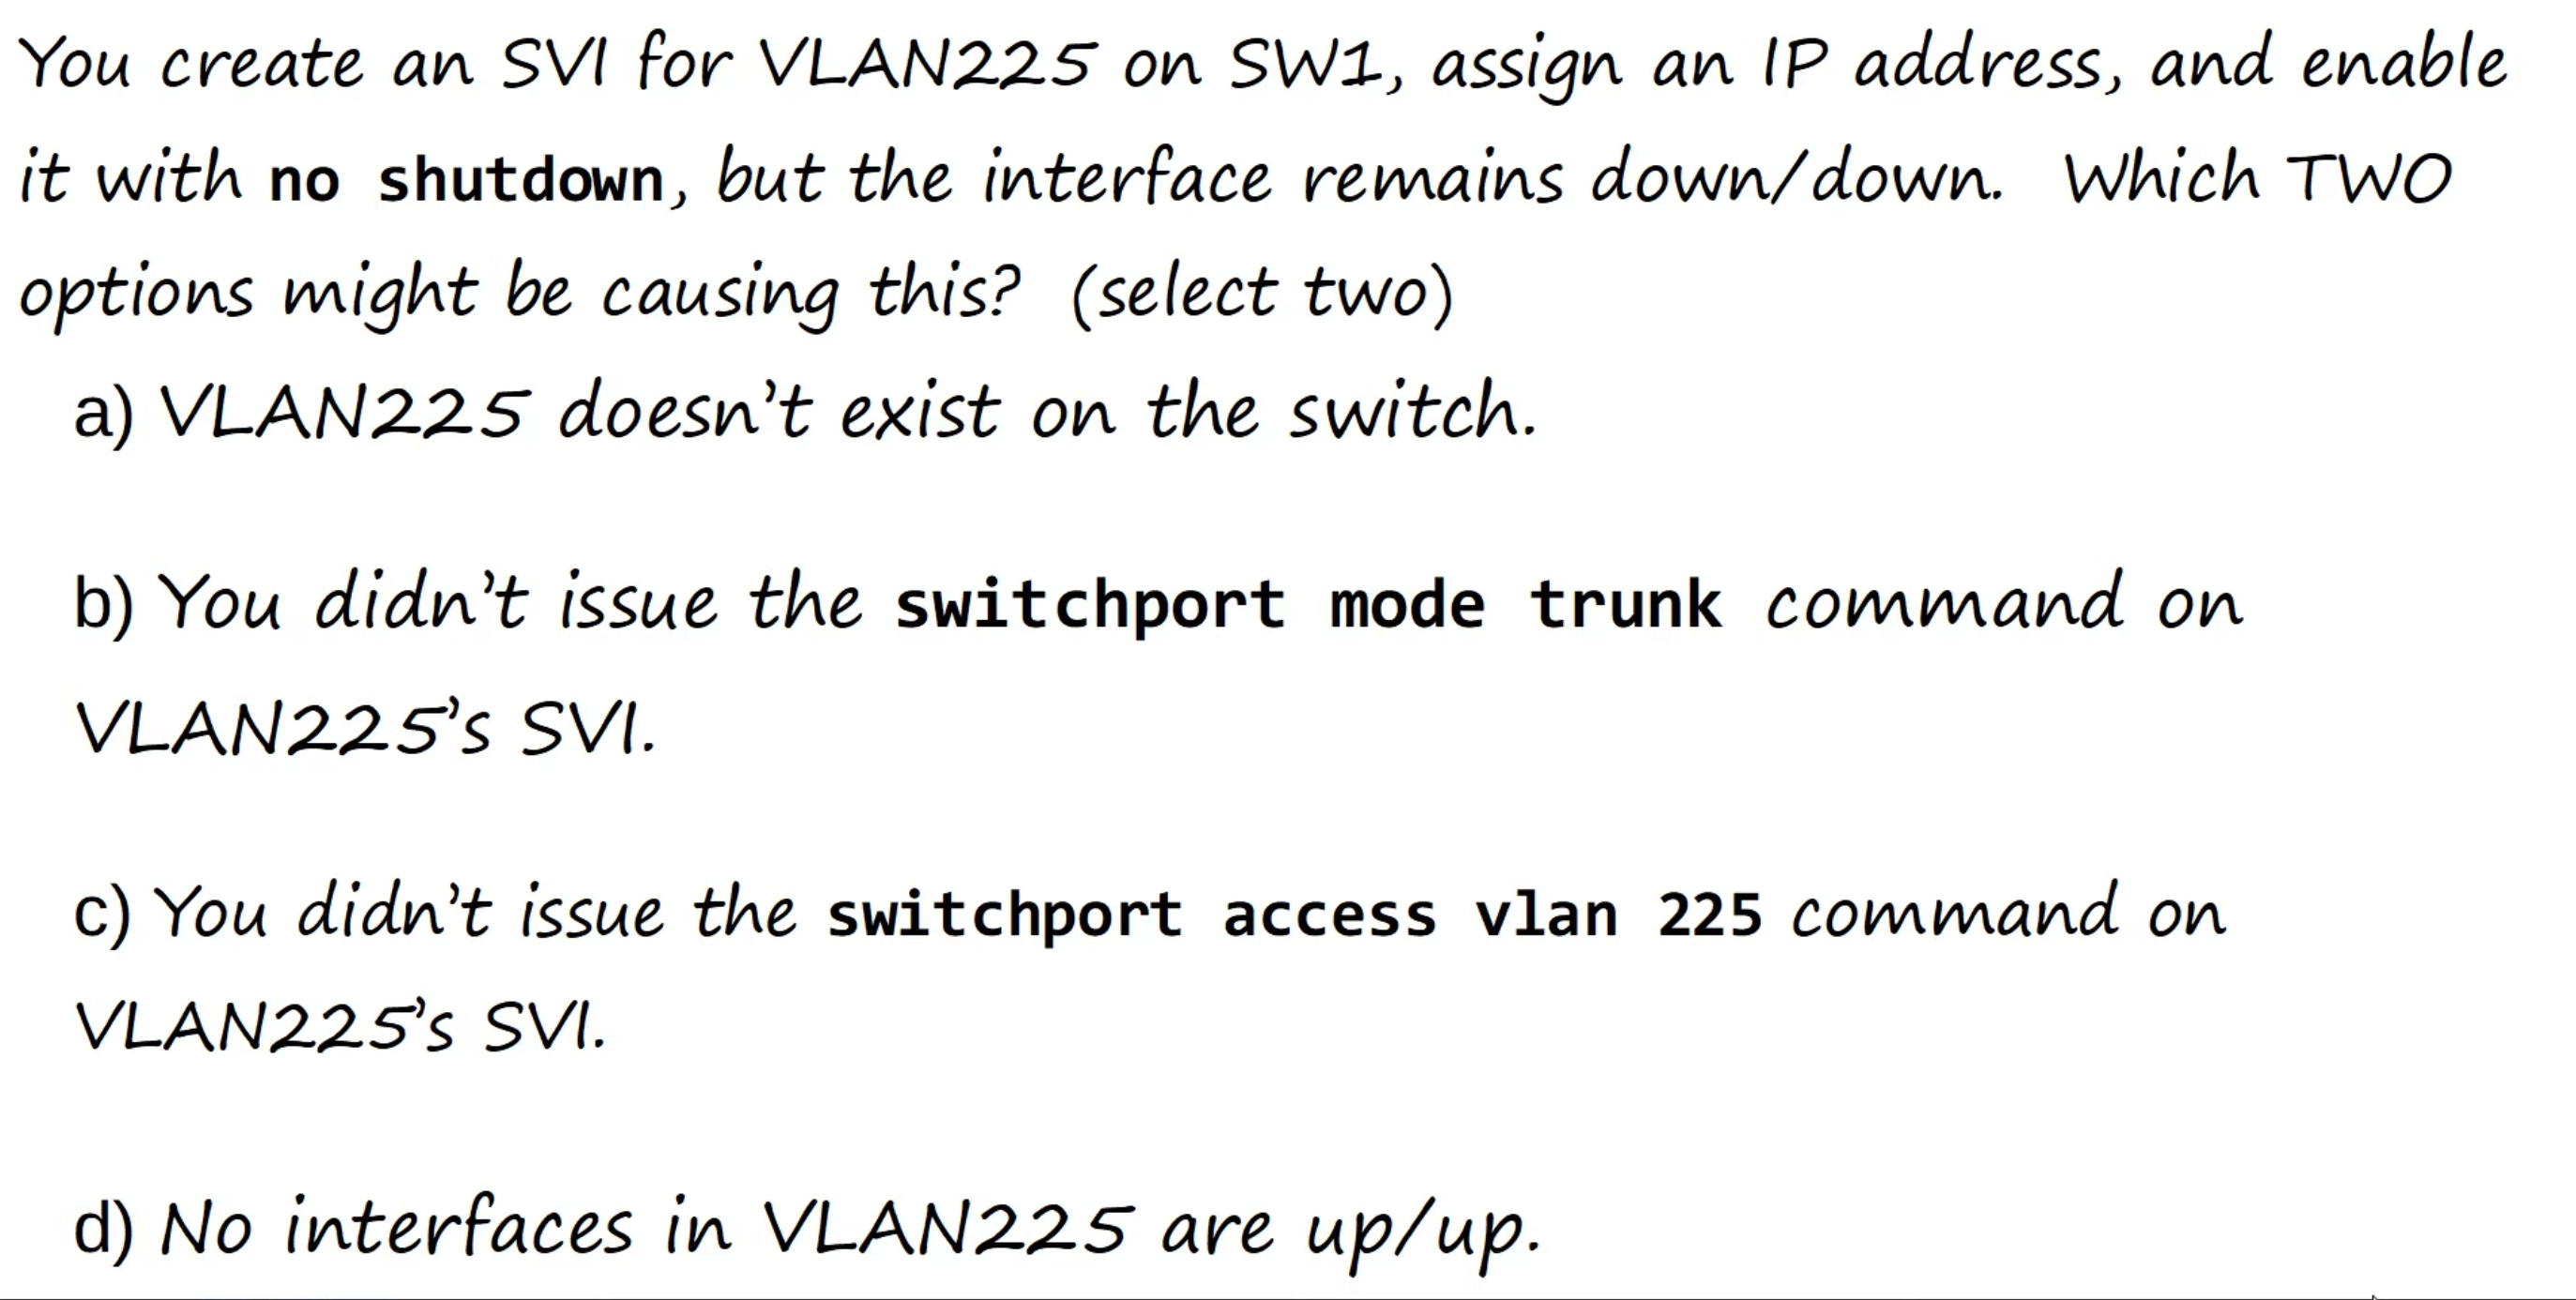 You create an SVI for VLAN225 on SW1, assign an IP address, and enable
it with no shutdown, but the interface remains down/down. Which TWO
options might be causing this? (select two)
a) VLAN225 doesn't exist on the switch.
b) You didn't issue the switchport mode trunk command on
VLAN225's SVI.
c) You didn't issue the switchport access vlan 225 command on
VLAN225's SVI.
d) No interfaces in VLAN225 are up/up.